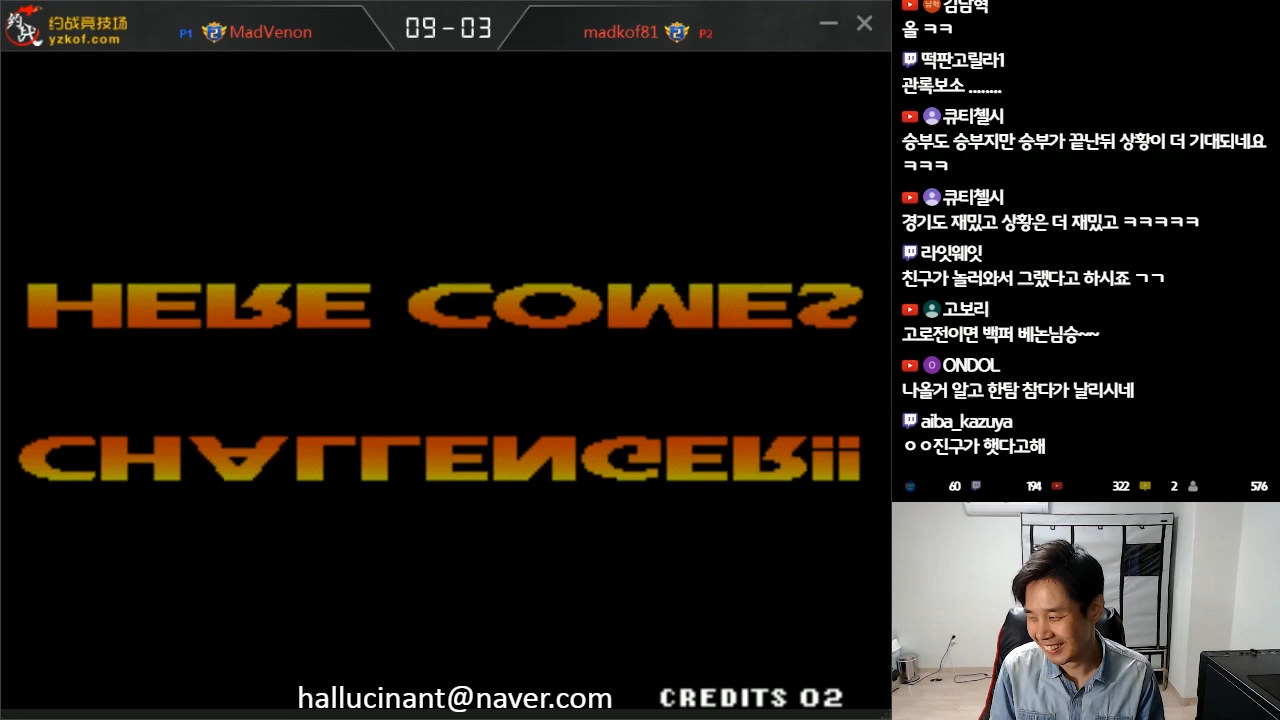 约战竞技场
yzkof.com
P1 MadVenon
09-03
madkof81 P2
HERE COMES
CHALLENGER!!
hallucinant@naver.com
CREDITS 02
김남혁
올 ㅋㅋ
떡판고릴라1
관록보소 ........
큐티첼시
승부도 승부지만 승부가 끝난뒤 상황이 더 기대되네요
ㅋㅋㅋ
큐티첼시
경기도 재밌고 상황은 더 재밌고 ㅋㅋㅋㅋㅋ
라잇웨잇
친구가 놀러와서 그랬다고 하시죠 ㄱㄱ
고보리
고로전이면 백펴 베논님승~~
ONDOL
나올거 알고 한탐 참다가 날리시네
aiba_kazuya
ㅇㅇ진구가 햇다고해
60 194 322 2 576